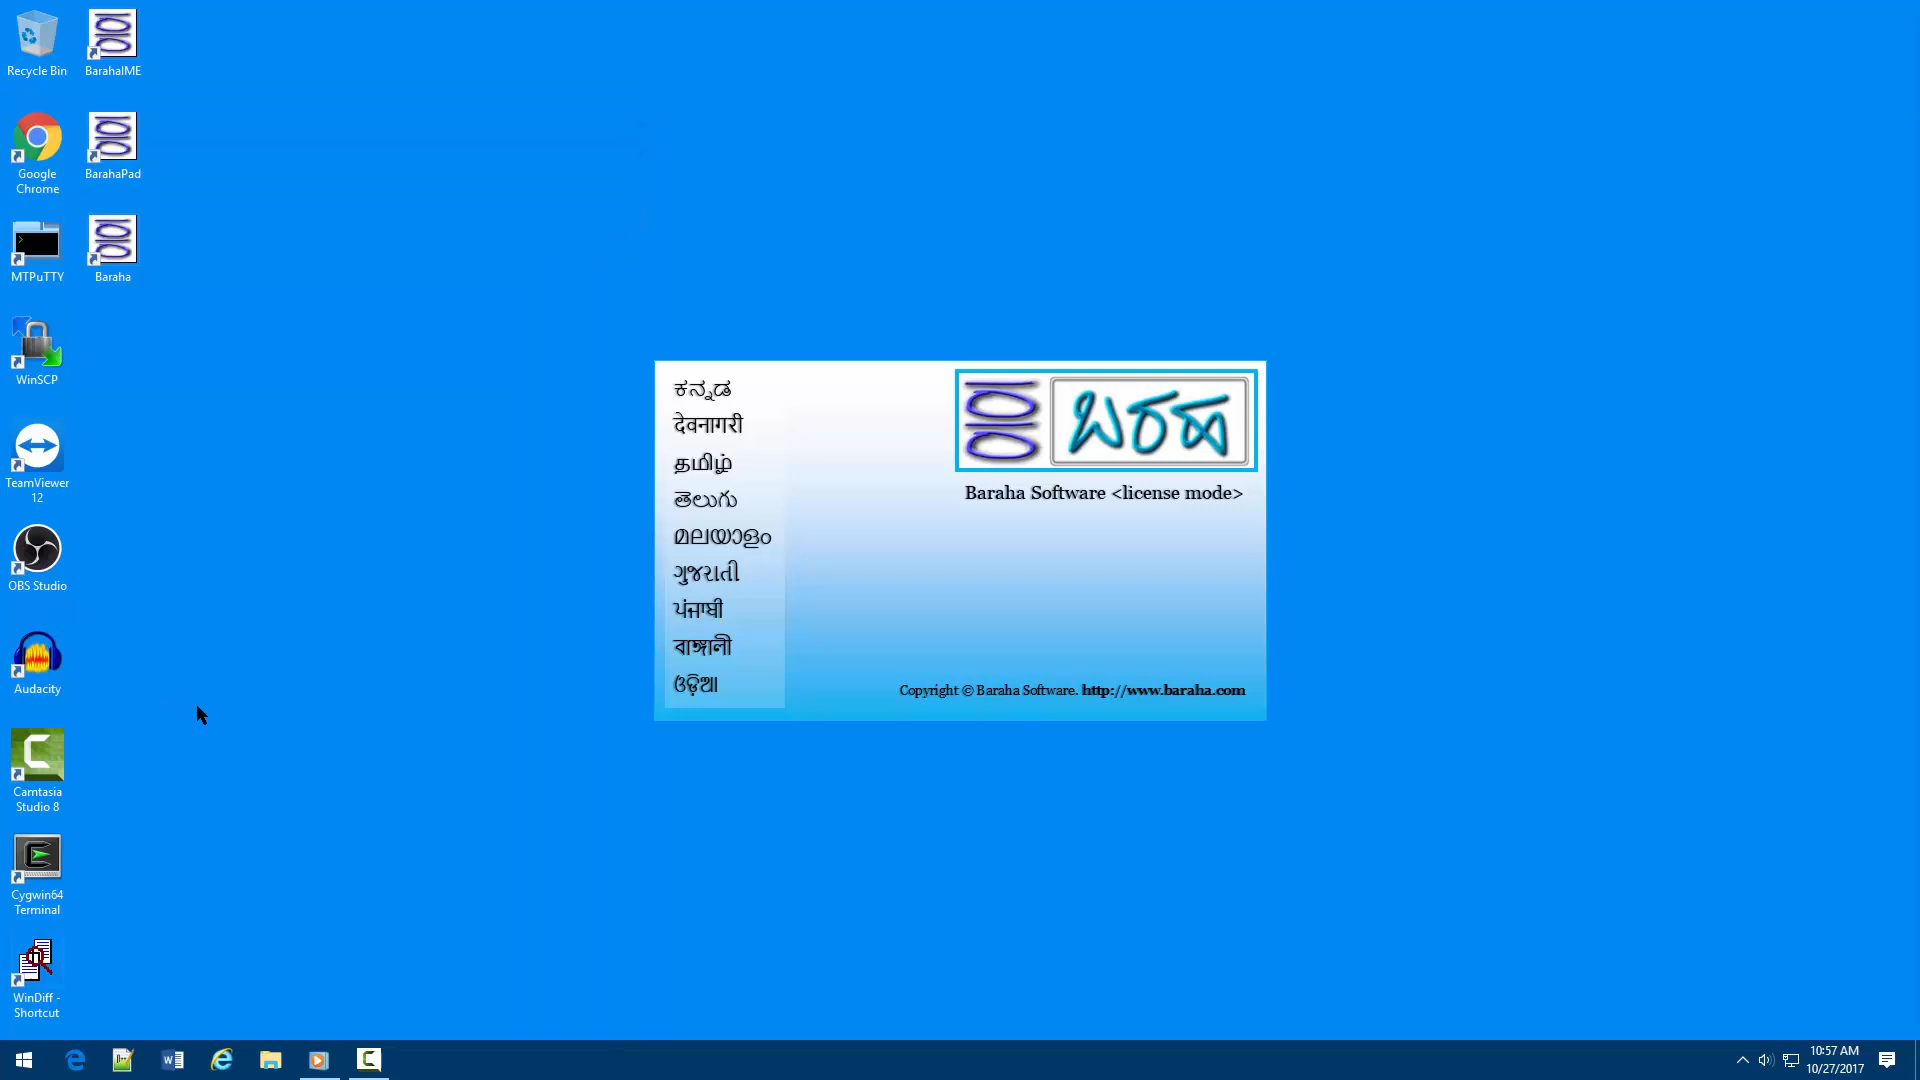 Recycle Bin
BarahaIME
Google
Chrome
BarahaPad
MTPuTTY
Baraha
WinSCP
TeamViewer
12
OBS Studio
Audacity
Camtasia
Studio 8
Cygwin64
Terminal
WinDiff -
Shortcut
ಕನ್ನಡ
देवनागरी
தமிழ்
తెలుగు
മലയാളം
ગુજરાતી
ਪੰਜਾਬੀ
বাঙ্গালী
ଓଡ଼ିଆ
ಬರಹ
Baraha Software <license mode>
Copyright © Baraha Software. http://www.baraha.com
10:57 AM
10/27/2017